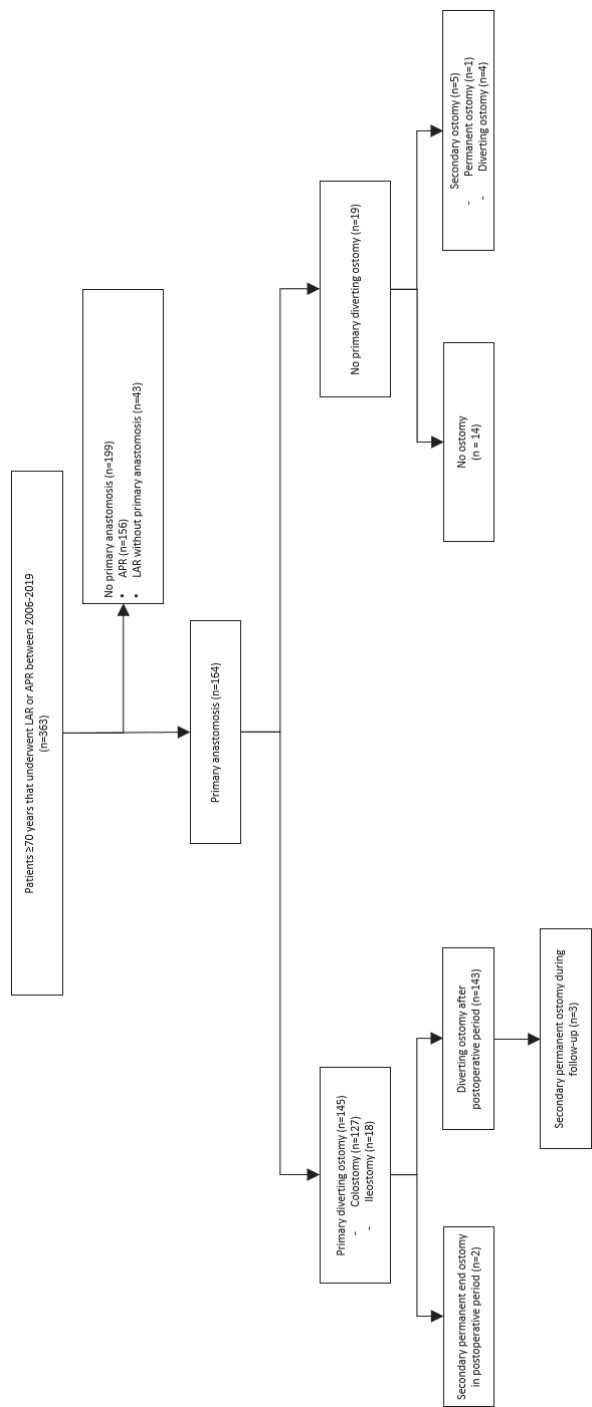 Patients ≥70 years that underwent LAR or APR between 2006-2019
(n=363)
No primary anastomosis (n=199)
• APR (n=156)
• LAR without primary anastomosis (n=43)
Primary anastomosis (n=164)
Primary diverting ostomy (n=145)
- Colostomy (n=127)
- Ileostomy (n=18)
No primary diverting ostomy (n=19)
Secondary permanent end ostomy
in postoperative period (n=2)
Diverting ostomy after
postoperative period (n=143)
No ostomy
(n = 14)
Secondary ostomy (n=5)
- Permanent ostomy (n=1)
- Diverting ostomy (n=4)
Secondary permanent ostomy during
follow-up (n=3)